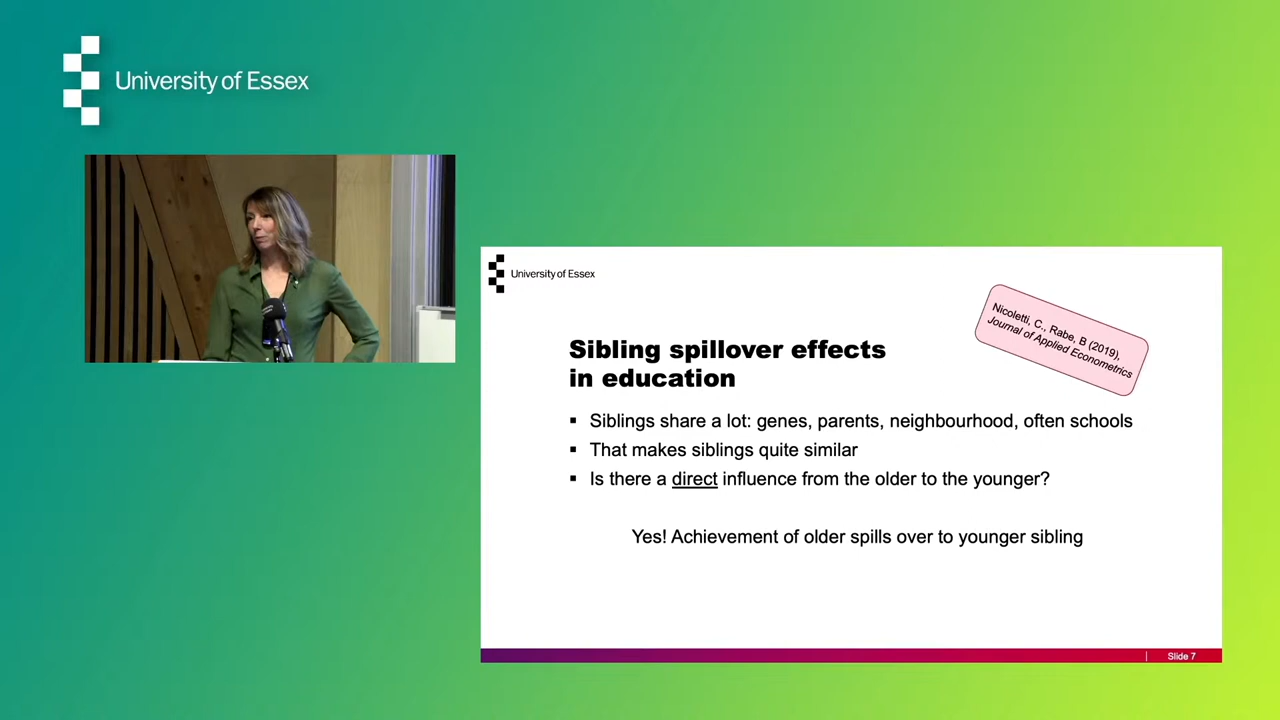 University of Essex
University of Essex
Nicoletti, C., Rabe, B (2019),
Journal of Applied Econometrics
Sibling spillover effects
in education
▪ Siblings share a lot: genes, parents, neighbourhood, often schools
▪ That makes siblings quite similar
▪ Is there a direct influence from the older to the younger?
Yes! Achievement of older spills over to younger sibling
Slide 7